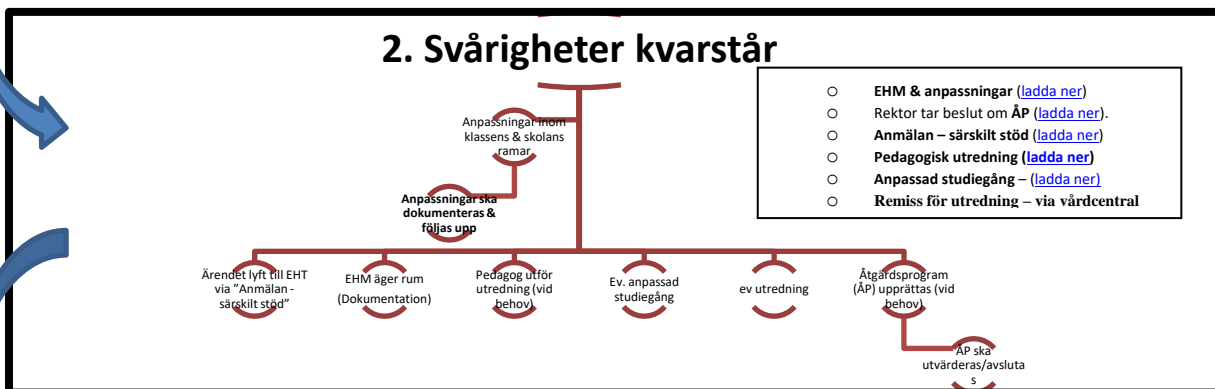 2. Svårigheter kvarstår
o EHM & anpassningar (ladda ner)
o Rektor tar beslut om ÅP (ladda ner).
o Anmälan – särskilt stöd (ladda ner)
o Pedagogisk utredning (ladda ner)
o Anpassad studiegång – (ladda ner)
o Remiss för utredning – via vårdcentral
Anpassningar inom
klassens & skolans
ramar
Anpassningar ska
dokumenteras &
följas upp
Ärendet lyft till EHT
via ”Anmälan -
särskilt stöd”
EHM äger rum
(Dokumentation)
Pedagog utför
utredning (vid
behov)
Ev. anpassad
studiegång
ev utredning
Åtgärdsprogram
(ÅP) upprättas (vid
behov)
ÅP ska
utvärderas/avsluta
s